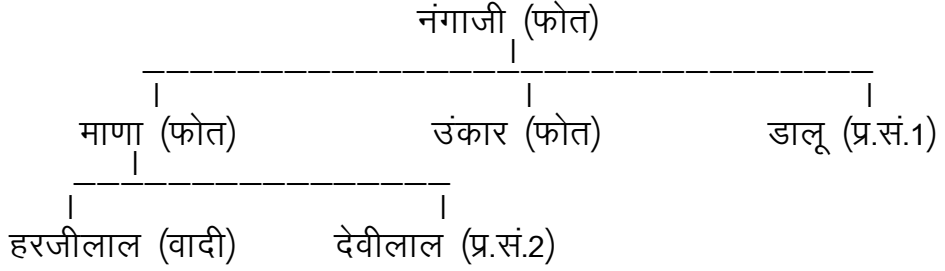 नंगाजी (फोत)
माणा (फोत) उंकार (फोत) डालू (प्र.सं.1)
हरजीलाल (वादी) देवीलाल (प्र.सं.2)